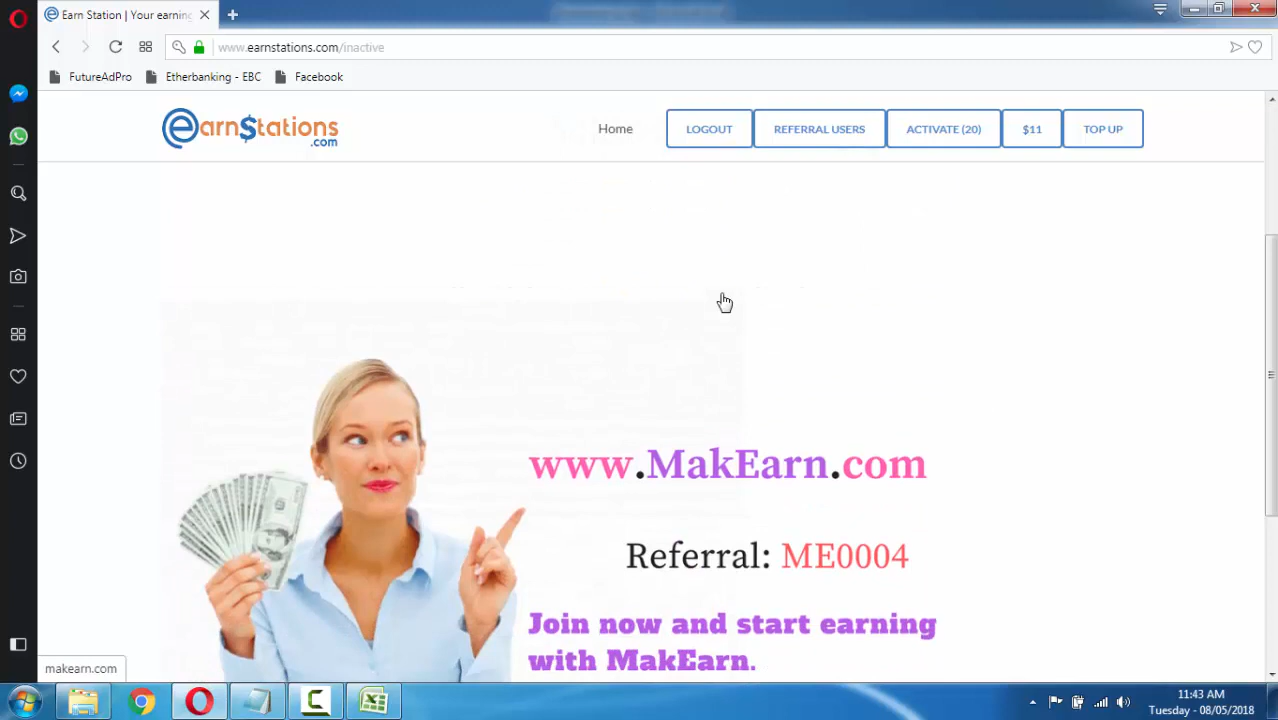 Earn Station | Your earning
www.earnstations.com/inactive
FutureAdPro Etherbanking - EBC Facebook
earn$tations
.com
Home LOGOUT REFERRAL USERS ACTIVATE (20) $11 TOP UP
www.MakEarn.com
Referral: ME0004
Join now and start earning
with MakEarn.
makearn.com
11:43 AM
Tuesday - 08/05/2018